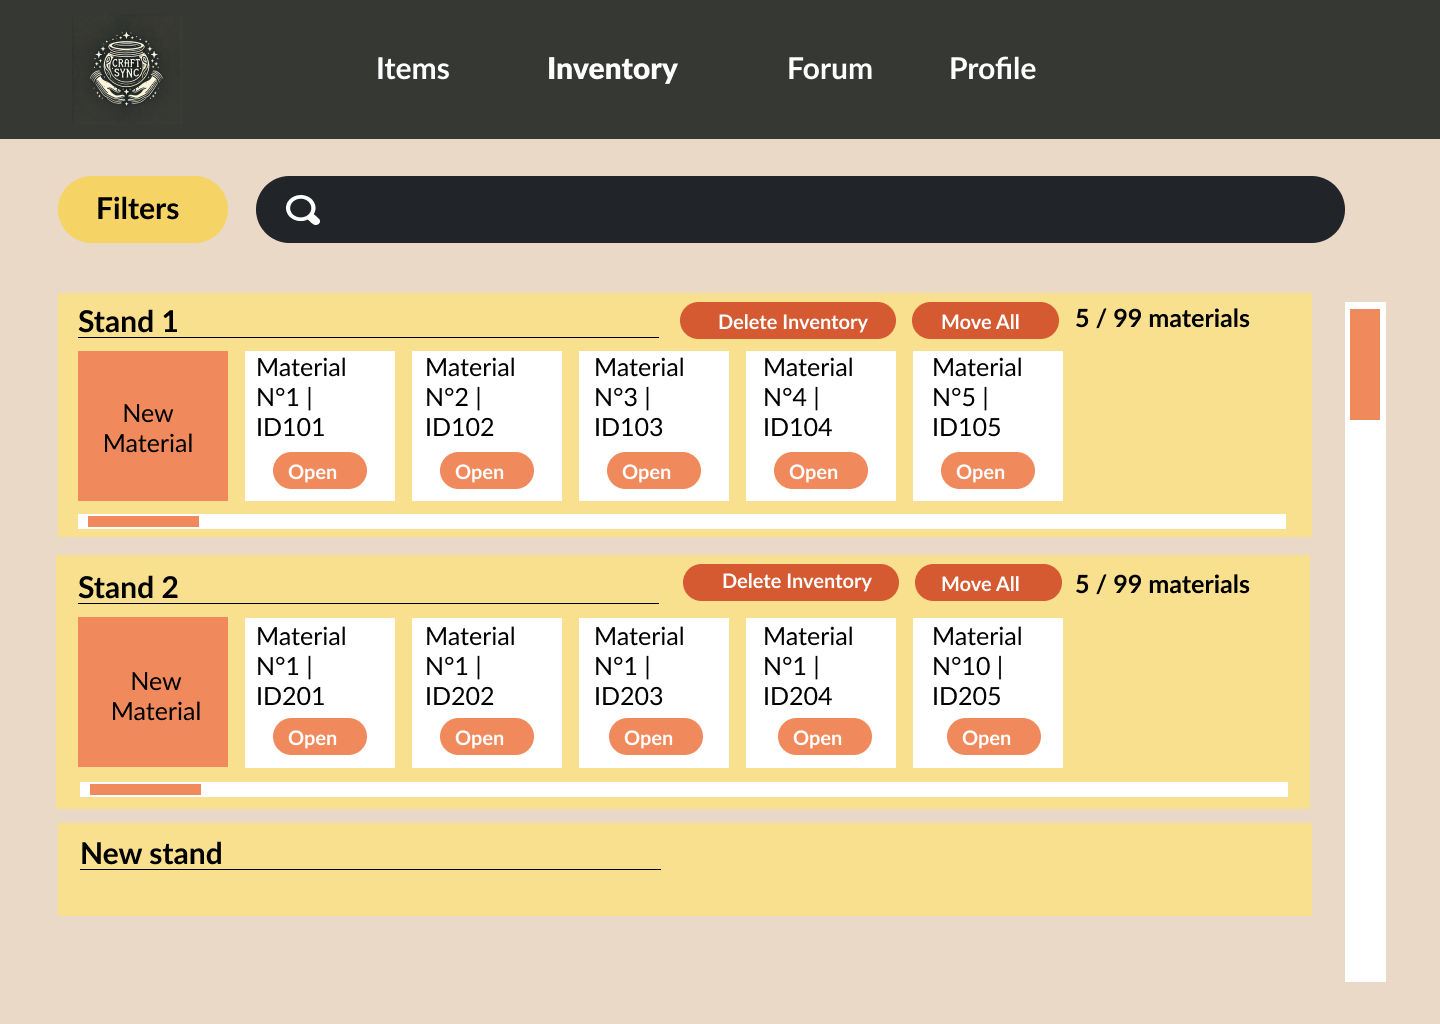 CRAFT
SYNC
Items Inventory Forum Profile
Filters
Stand 1 Delete Inventory Move All 5 / 99 materials
New
Material
Material
N°1 |
ID101
Open
Material
N°2 |
ID102
Open
Material
N°3 |
ID103
Open
Material
N°4 |
ID104
Open
Material
N°5 |
ID105
Open
Stand 2 Delete Inventory Move All 5 / 99 materials
New
Material
Material
N°1 |
ID201
Open
Material
N°1 |
ID202
Open
Material
N°1 |
ID203
Open
Material
N°1 |
ID204
Open
Material
N°10 |
ID205
Open
New stand